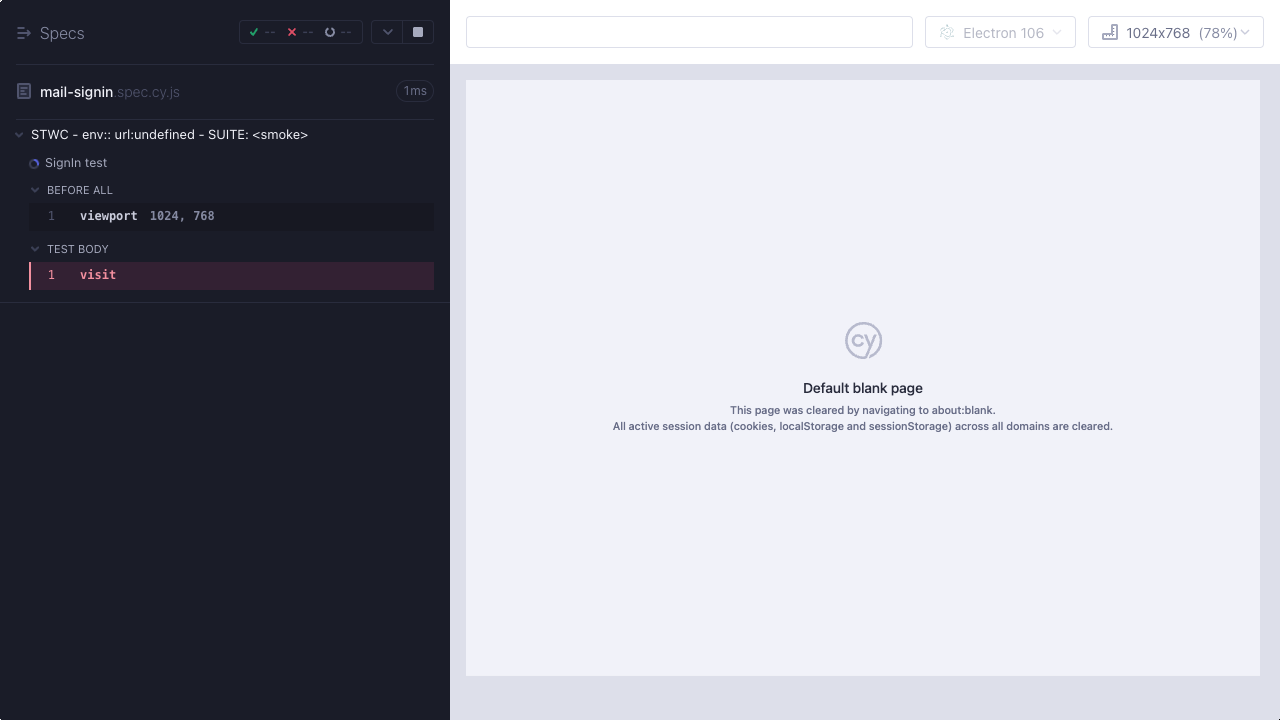 Specs
--
--
--
mail-signin.spec.cy.js
1ms
STWC - env:: url:undefined - SUITE: <smoke>
SignIn test
BEFORE ALL
1 viewport 1024, 768
TEST BODY
1 visit
Electron 106
1024x768 (78%)
cy
Default blank page
This page was cleared by navigating to about:blank.
All active session data (cookies, localStorage and sessionStorage) across all domains are cleared.